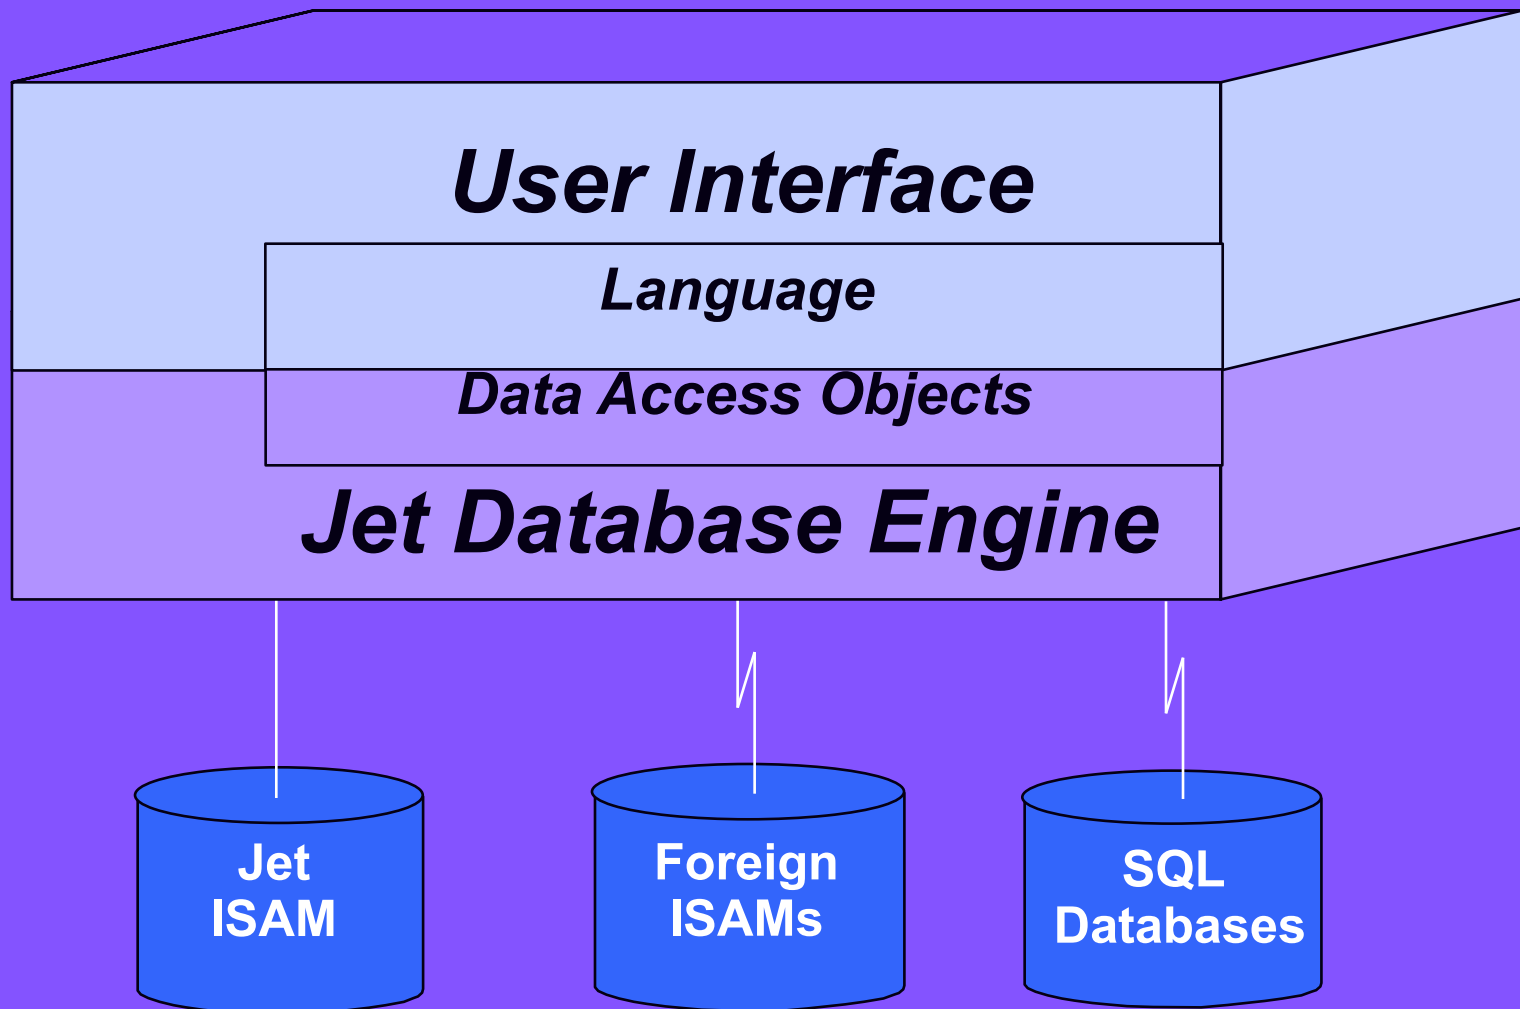 User Interface
Language
Data Access Objects
Jet Database Engine
Jet
ISAM
Foreign
ISAMs
SQL
Databases